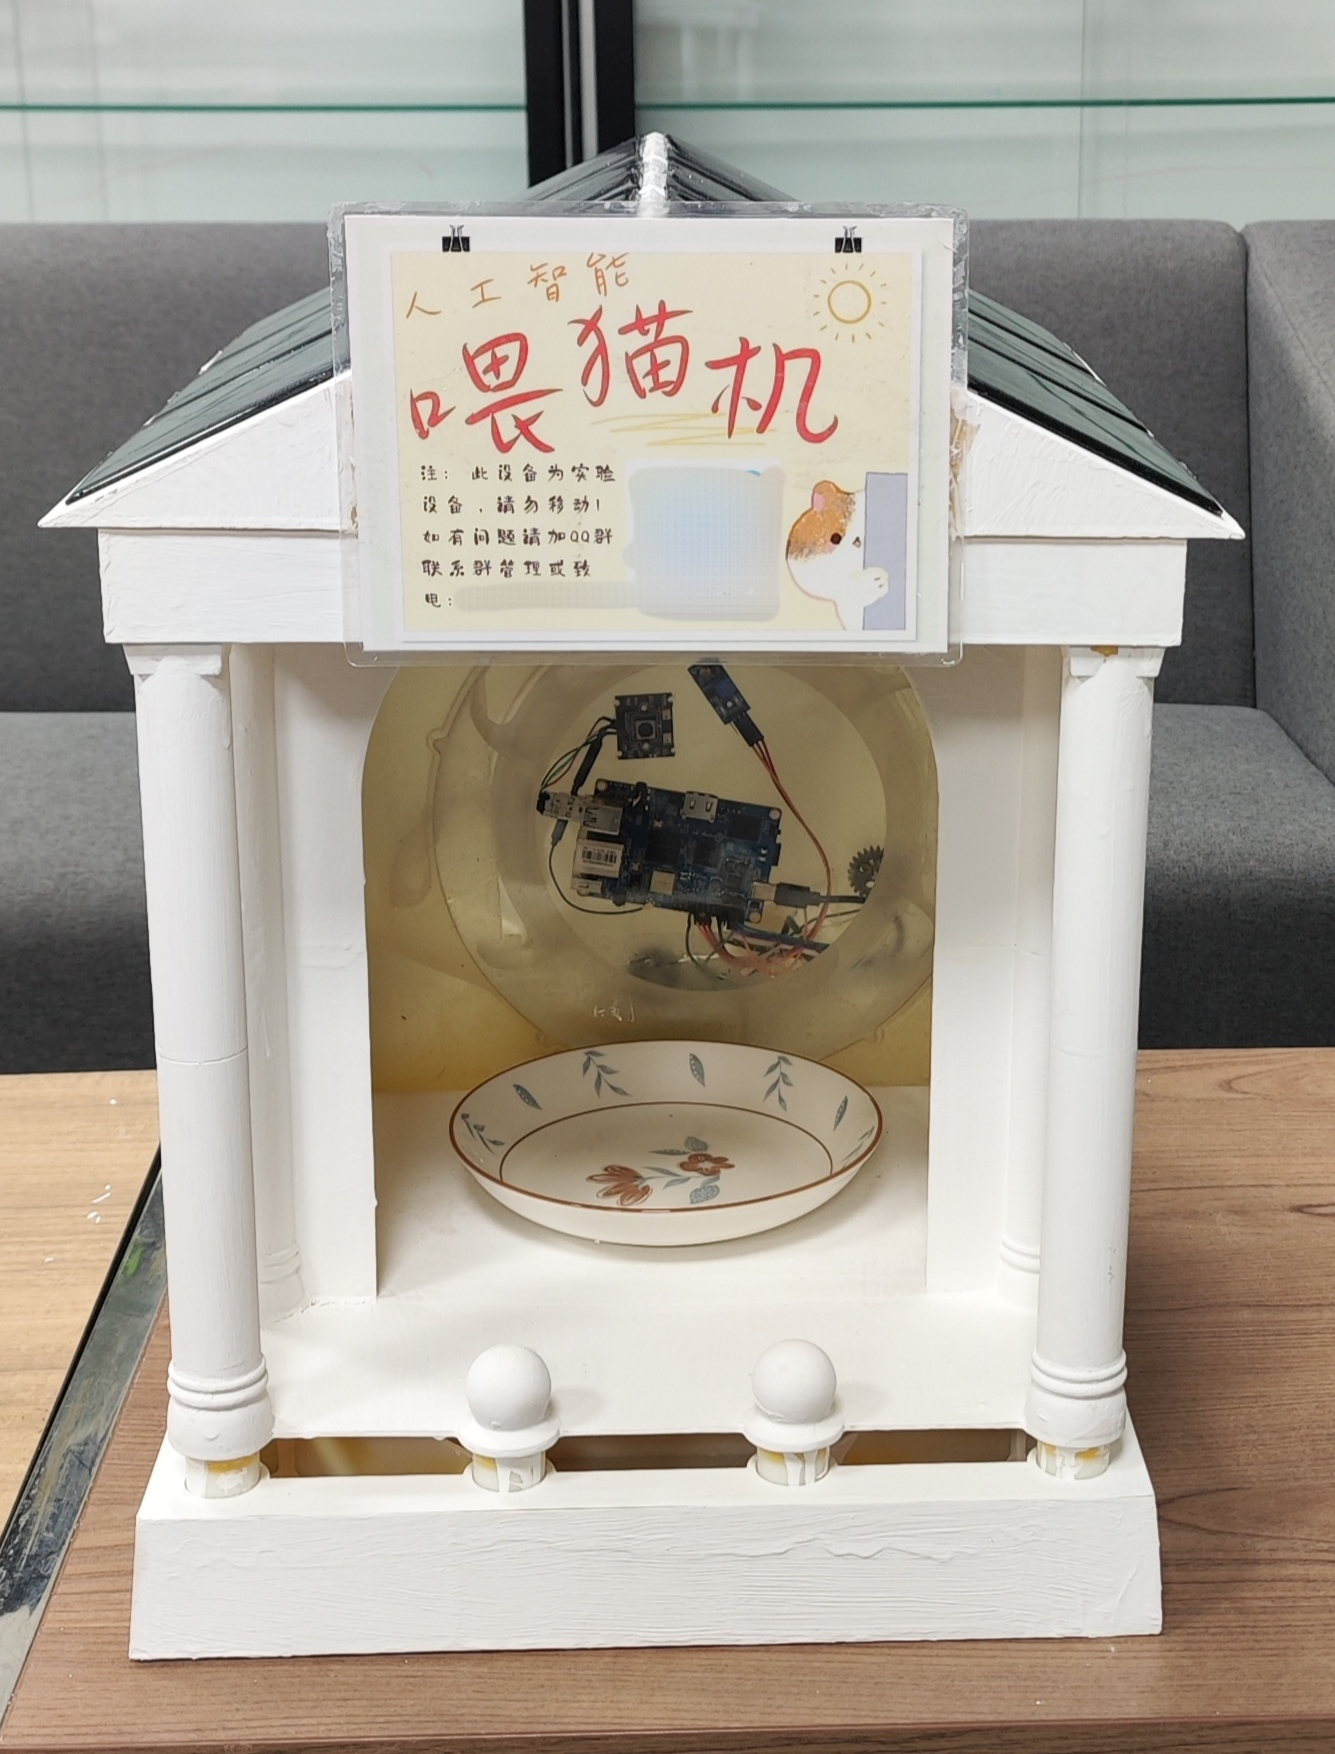 人工智能
喂猫机
注：此设备为实验
设备，请勿移动！
如有问题请加QQ群
联系群管理或致
电：